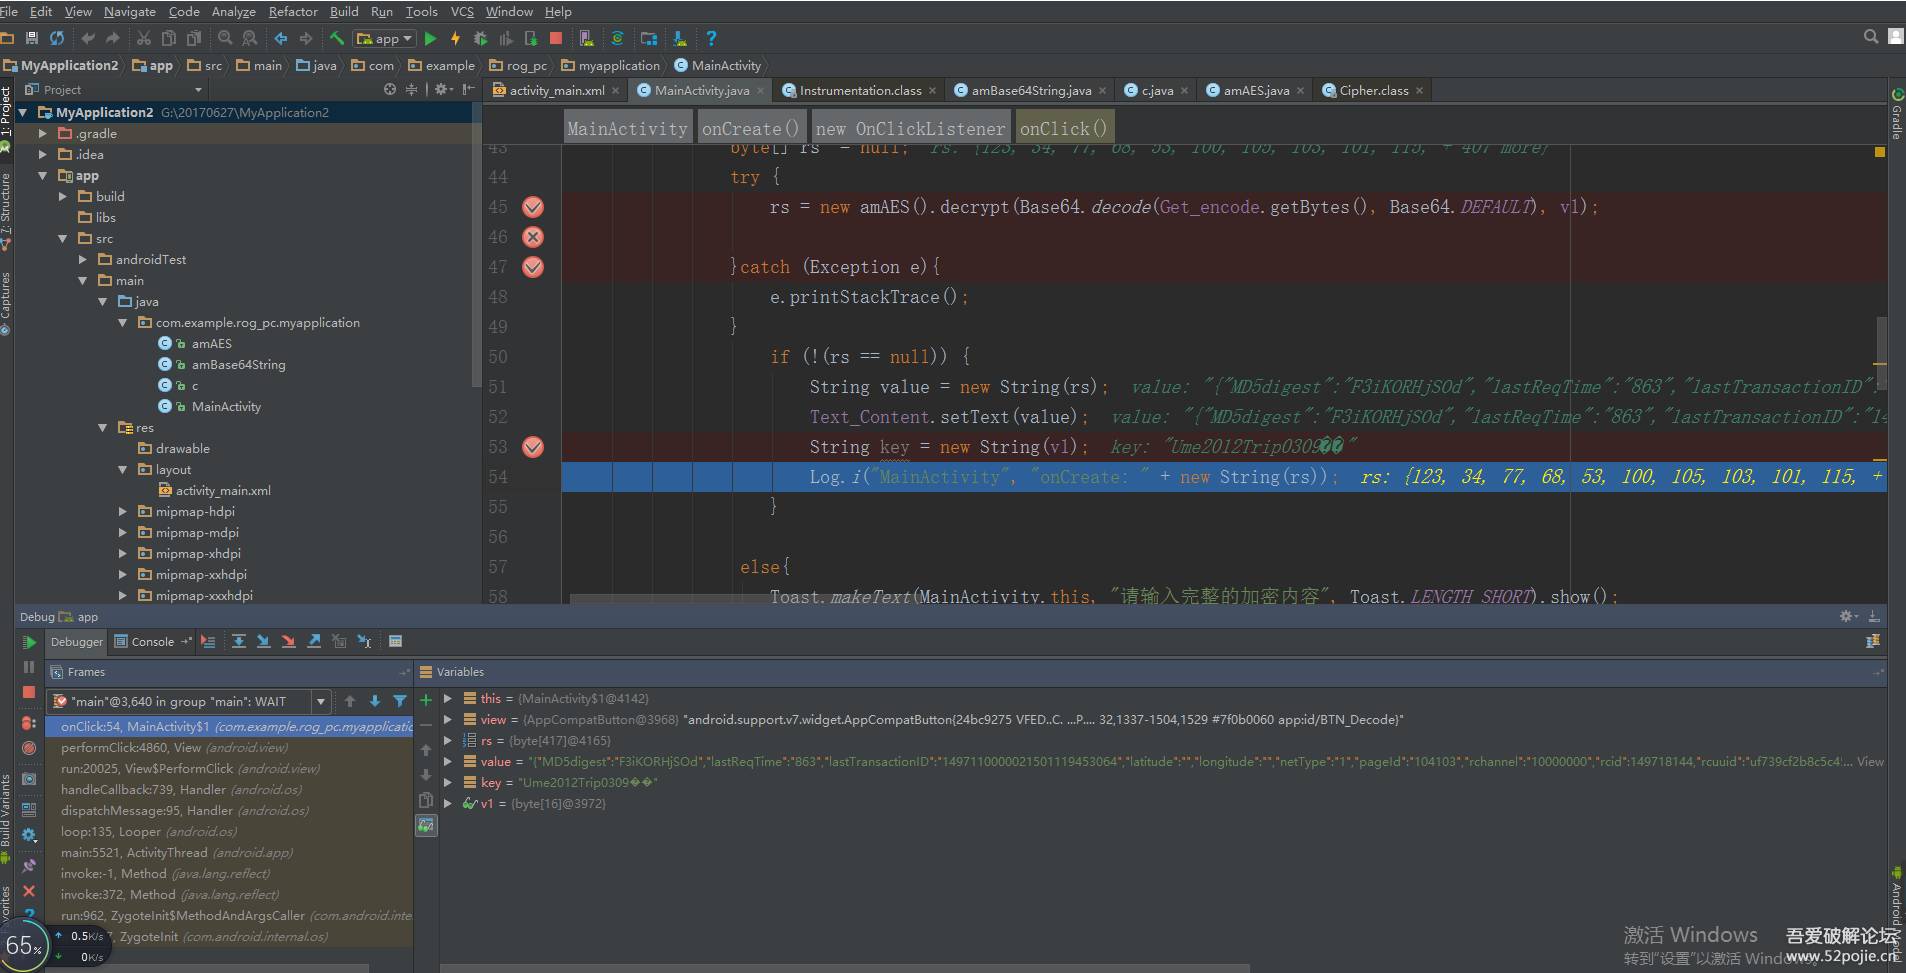 File Edit View Navigate Code Analyze Refactor Build Run Tools VCS Window Help
app
MyApplication2 app src main java com example rog_pc myapplication MainActivity
Project
activity_main.xml MainActivity.java Instrumentation.class amBase64String.java c.java amAES.java Cipher.class
MainActivity onCreate() new OnClickListener onClick()
1: Project
7: Structure
Captures
Build Variants
Favorites
Gradle
Android Model
MyApplication2 G:\20170627\MyApplication2
.gradle
.idea
app
build
libs
src
androidTest
main
java
com.example.rog_pc.myapplication
amAES
amBase64String
c
MainActivity
res
drawable
layout
activity_main.xml
mipmap-hdpi
mipmap-mdpi
mipmap-xhdpi
mipmap-xxhdpi
mipmap-xxxhdpi
43 byte[] rs = null; rs: {123, 34, 77, 68, 53, 100, 105, 103, 101, 115, + 407 more}
44 try {
45 rs = new amAES().decrypt(Base64.decode(Get_encode.getBytes(), Base64.DEFAULT), v1);
46
47 }catch (Exception e){
48 e.printStackTrace();
49 }
50 if (!(rs == null)) {
51 String value = new String(rs); value: "{"MD5digest":"F3iKORHjSOd","lastReqTime":"863","lastTransactionID":
52 Text_Content.setText(value); value: "{"MD5digest":"F3iKORHjSOd","lastReqTime":"863","lastTransactionID":"14
53 String key = new String(v1); key: "Ume2012Trip0309��"
54 Log.i("MainActivity", "onCreate: " + new String(rs)); rs: {123, 34, 77, 68, 53, 100, 105, 103, 101, 115, +
55 }
56
57 else{
58 Toast.makeText(MainActivity.this, "请输入完整的加密内容", Toast.LENGTH_SHORT).show();
Debug app
Debugger Console
Frames
"main"@3,640 in group "main": WAIT
onClick:54, MainActivity$1 (com.example.rog_pc.myapplicatio
performClick:4860, View (android.view)
run:20025, View$PerformClick (android.view)
handleCallback:739, Handler (android.os)
dispatchMessage:95, Handler (android.os)
loop:135, Looper (android.os)
main:5521, ActivityThread (android.app)
invoke:-1, Method (java.lang.reflect)
invoke:372, Method (java.lang.reflect)
run:962, ZygoteInit$MethodAndArgsCaller (com.android.inte
7, ZygoteInit (com.android.internal.os)
Variables
this = {MainActivity$1@4142}
view = {AppCompatButton@3968} "android.support.v7.widget.AppCompatButton{24bc9275 VFED..C. ...P.... 32,1337-1504,1529 #7f0b0060 app:id/BTN_Decode}"
rs = {byte[417]@4165}
value = "{"MD5digest":"F3iKORHjSOd","lastReqTime":"863","lastTransactionID":"1497110000021501119453064","latitude":"","longitude":"","netType":"1","pageId":"104103","rchannel":"10000000","rcid":149718144,"rcuuid":"uf739cf2b8c5c4!... View
key = "Ume2012Trip0309��"
v1 = {byte[16]@3972}
65%
0.5K/s
0K/s
激活 Windows
转到"设置"以激活 Windows。
吾爱破解论坛
www.52pojie.cn